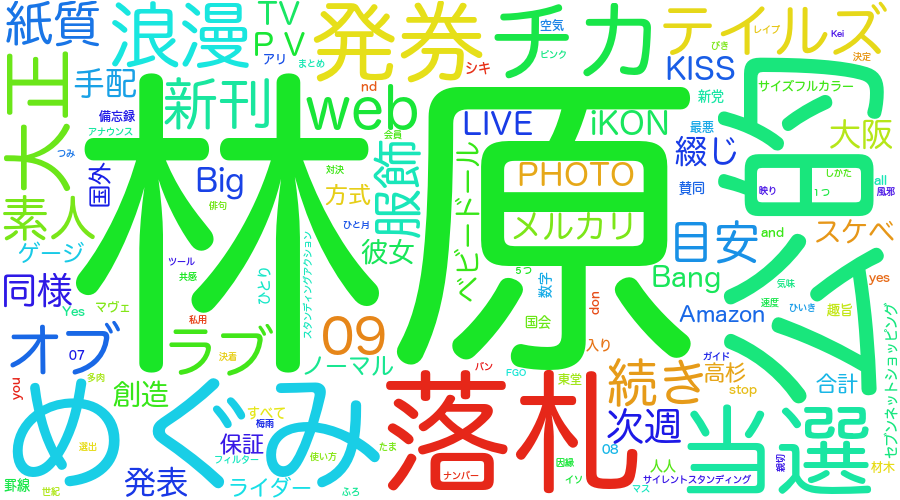 紙質
浪漫
発券
チカ
テイルズ
TV
PV
アリ
まとめ
シキ
空気
ピンク
ぴき
レイプ
Kei
決定
大正
手配
新刊
web
nd
KISS
新党
サイズフルカラー
備忘録
アナウンス
つみ
国外
Big
俳句
林原
服飾
会員
LIVE
iKON
最悪
綴じ
賛同
大阪
しかた
all
風邪
映り
1つ
対決
方式
ひと月
PHOTO
メルカリ
ベビードール
素人
ゲージ
ツール
共感
彼女
ひとり
スタンディングアクション
5つ
数字
国会
don
Bang
目安
and
スケベ
気味
yes
同様
Yes
マヴェ
私用
09
Amazon
速度
ひいき
趣旨
オブ
07
ラブ
決着
ノーマル
バン
FGO
入り
東堂
ガイド
セブンネットショッピング
you
多肉
創造
めぐみ
すべて
梅雨
落札
続き
高杉
stop
合計
次週
08
選出
保証
フィルター
使い方
たま
発表
ライダー
ふろ
ナンバー
因縁
イソ
人人
サイレントスタンディング
マス
当選
親切
材木
罫線
世紀